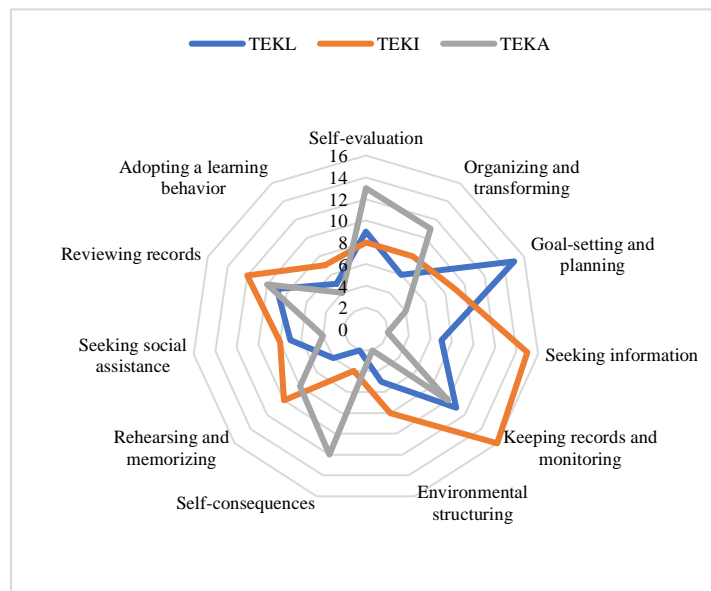 TEKL TEKI TEKA
Self-evaluation
Organizing and
transforming
Goal-setting and
planning
Seeking information
Keeping records and
monitoring
Environmental
structuring
Self-consequences
Rehearsing and
memorizing
Seeking social
assistance
Reviewing records
Adopting a learning
behavior
16
14
12
10
8
6
4
2
0